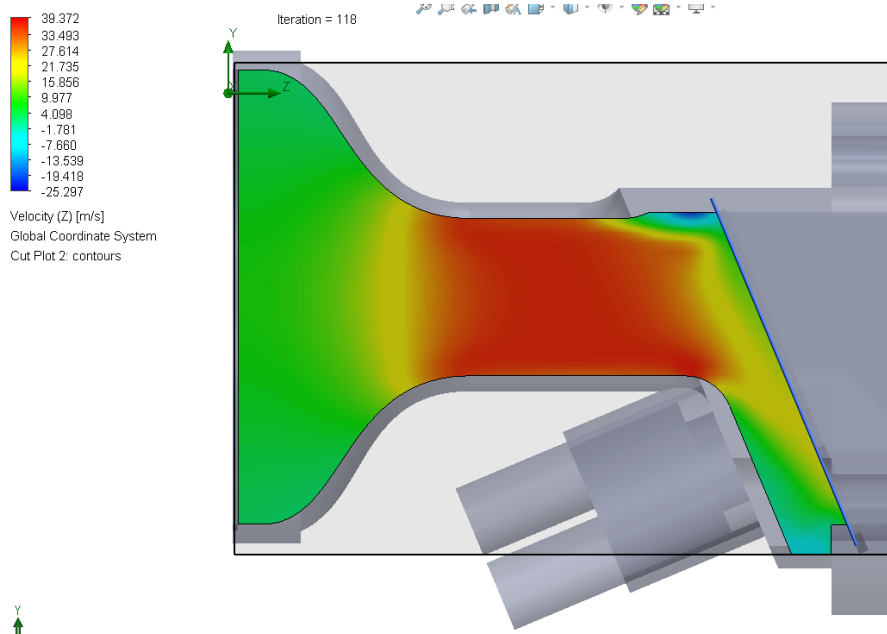 39.372
Iteration = 118
33.493
27.614
21.735
15.856
9.977
4.098
-1.781
-7.660
-13.539
-19.418
-25.297
Y
Z
Velocity (Z) [m/s]
Global Coordinate System
Cut Plot 2: contours
Y